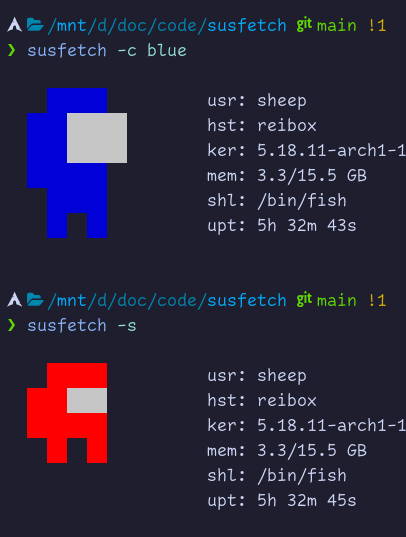 /mnt/d/doc/code/susfetch git main !1
❯ susfetch -c blue
usr: sheep
hst: reibox
ker: 5.18.11-arch1-1
mem: 3.3/15.5 GB
shl: /bin/fish
upt: 5h 32m 43s
/mnt/d/doc/code/susfetch git main !1
❯ susfetch -s
usr: sheep
hst: reibox
ker: 5.18.11-arch1-1
mem: 3.3/15.5 GB
shl: /bin/fish
upt: 5h 32m 45s